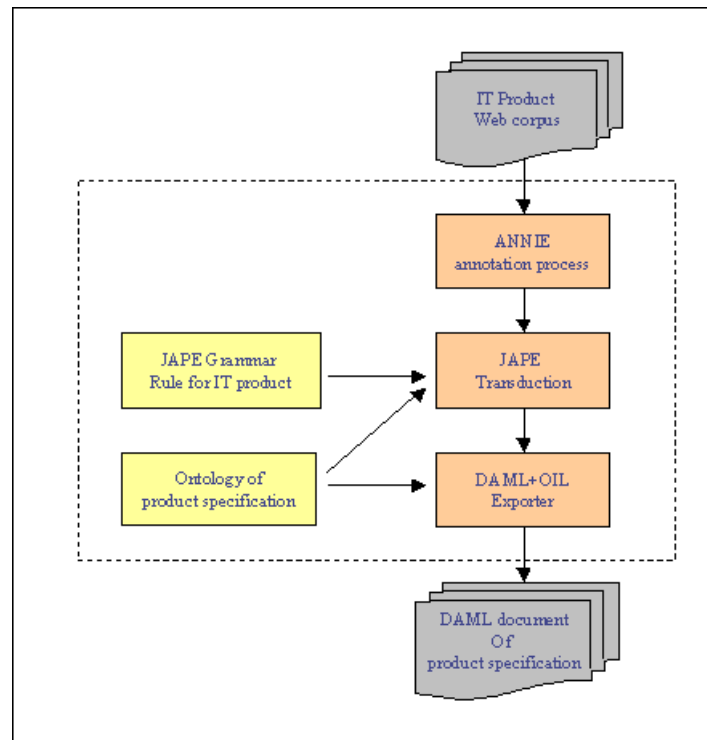 IT Product
Web corpus
ANNIE
annotation process
JAPE Grammar
Rule for IT product
JAPE
Transduction
Ontology of
product specification
DAML+OIL
Exporter
DAML document
Of
product specification